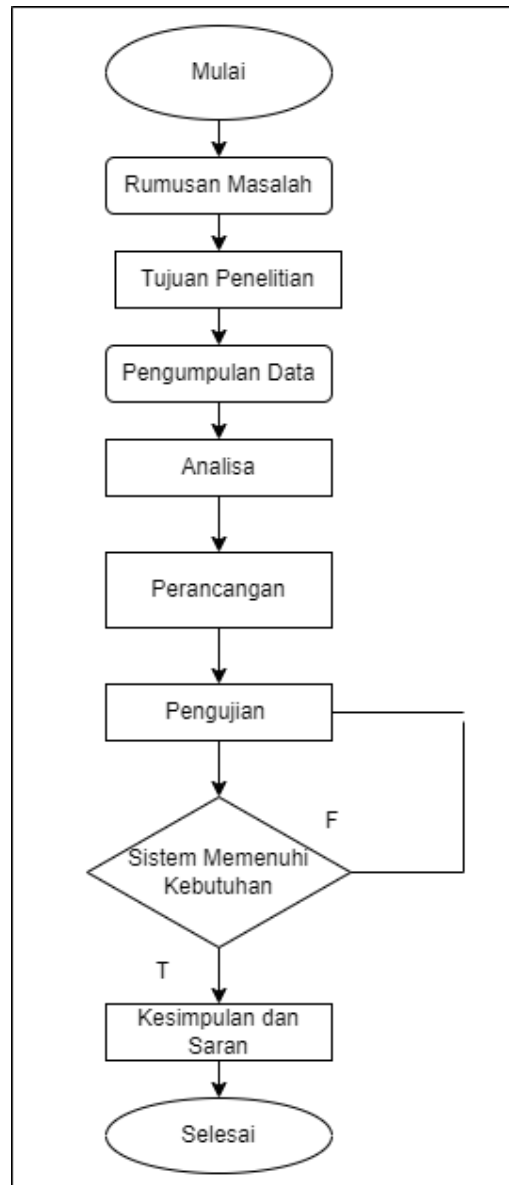 Mulai
Rumusan Masalah
Tujuan Penelitian
Pengumpulan Data
Analisa
Perancangan
Pengujian
F
Sistem Memenuhi
Kebutuhan
T
Kesimpulan dan
Saran
Selesai